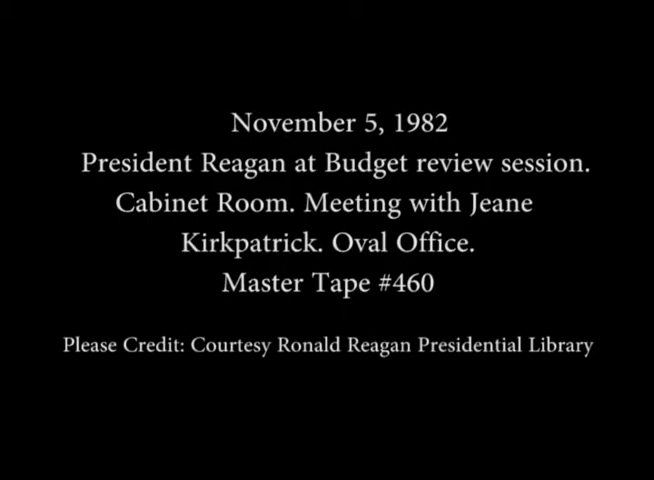 November 5, 1982
President Reagan at Budget review session.
Cabinet Room. Meeting with Jeane
Kirkpatrick. Oval Office.
Master Tape #460
Please Credit: Courtesy Ronald Reagan Presidential Library